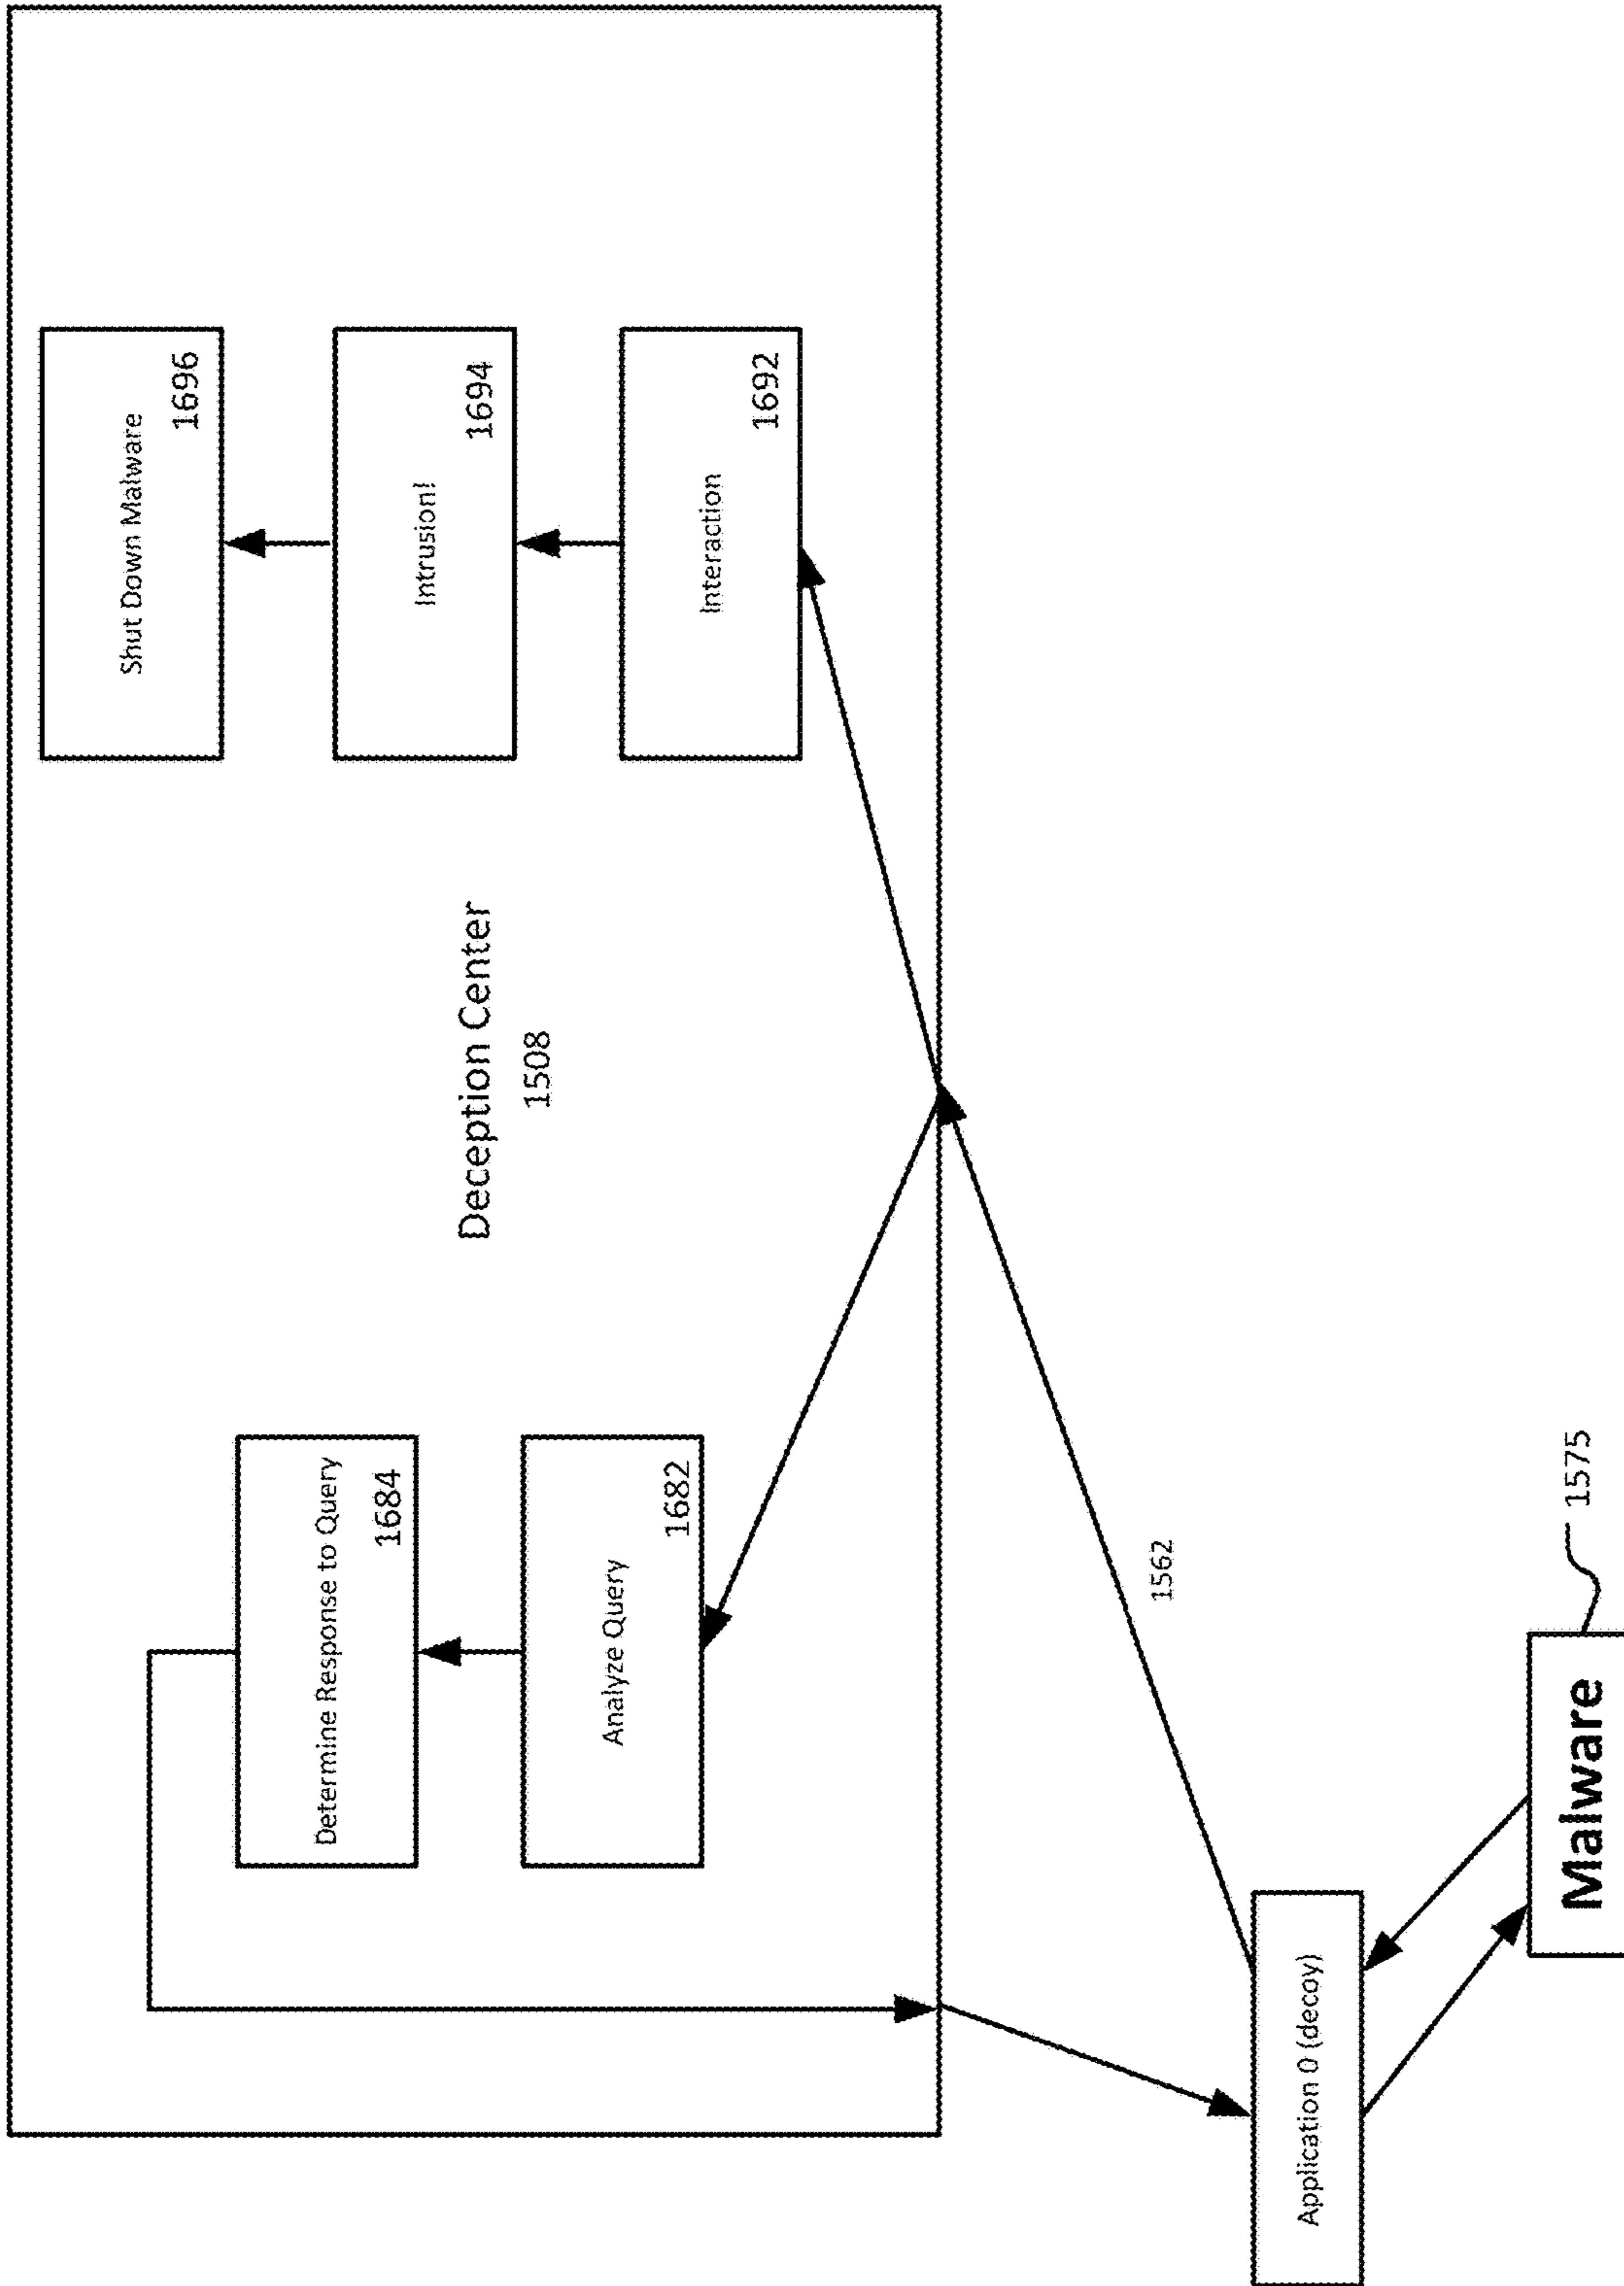 Shut Down Malware
1696
Intrusion!
1694
Interaction
1692
Deception Center
1508
Determine Response to Query
1684
Analyze Query
1682
1562
Application 0 (decoy)
Malware
1575